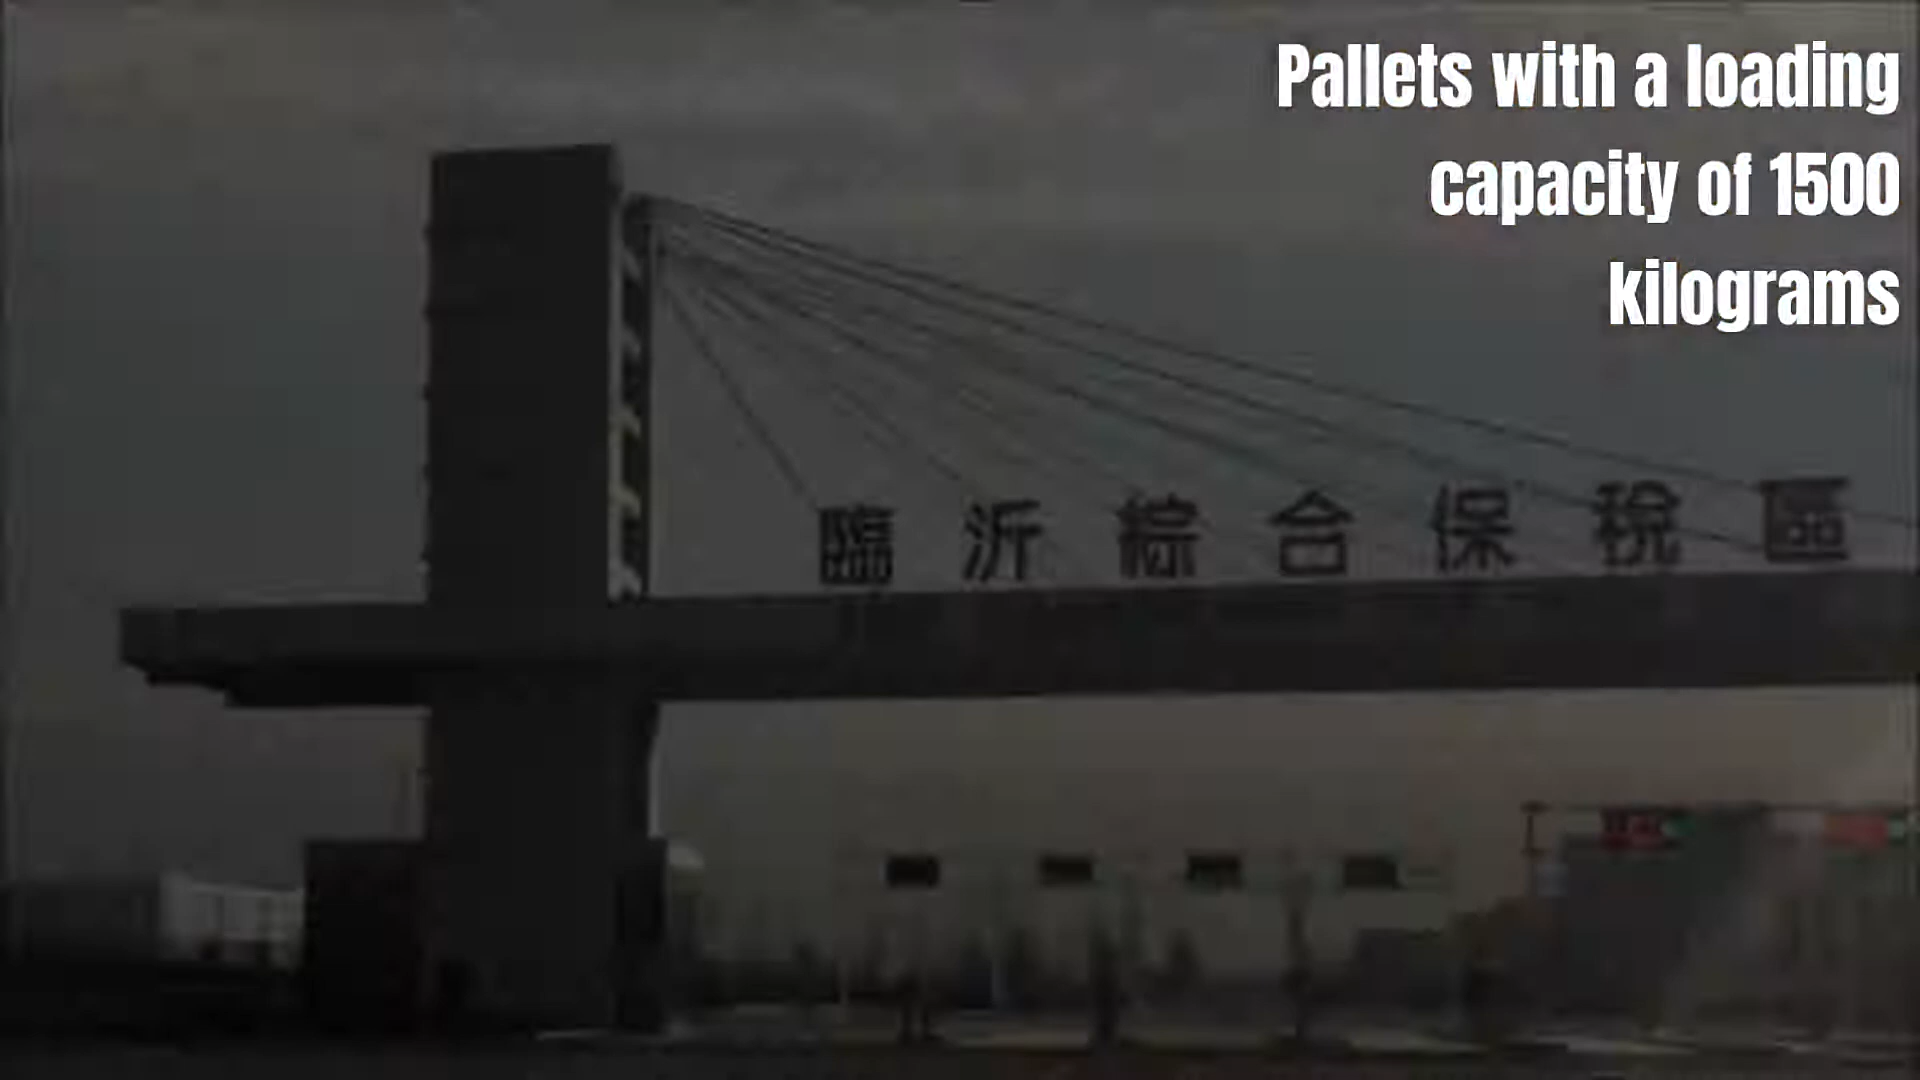 Pallets with a loading
capacity of 1500
kilograms
臨沂綜合保稅區